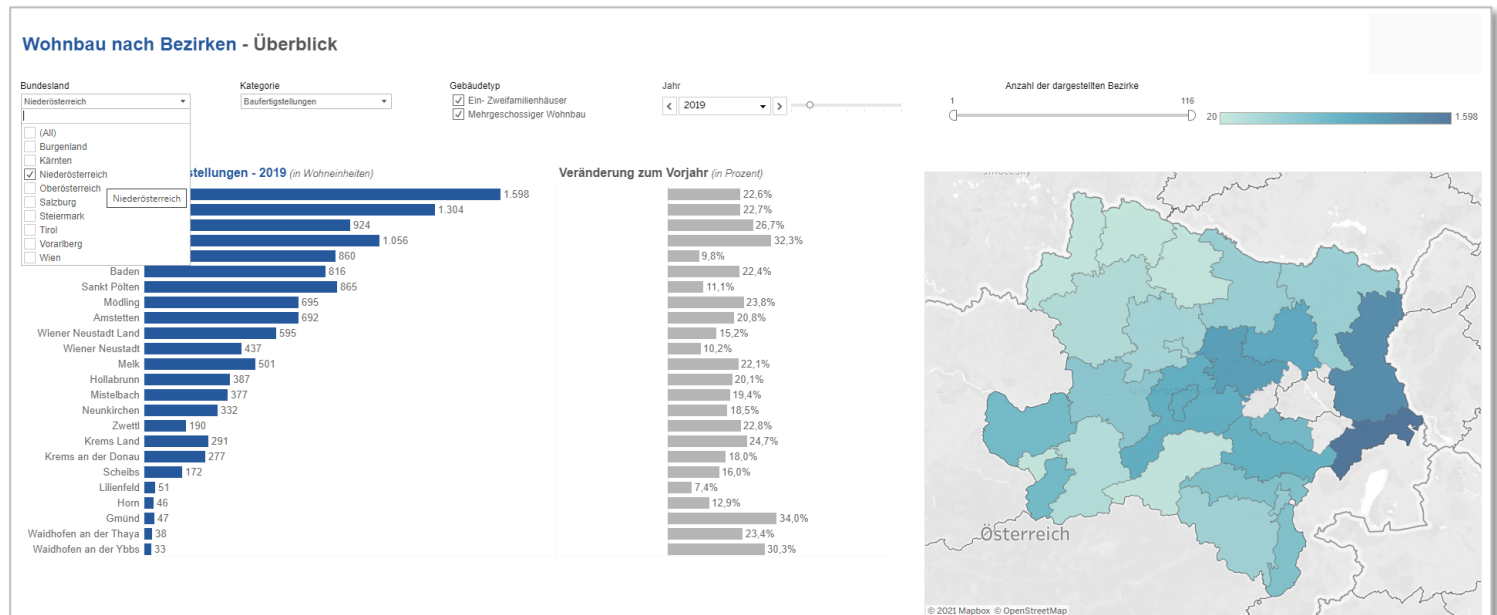 Wohnbau nach Bezirken - Überblick
Bundesland
Kategorie
Gebäudetyp
Jahr
Anzahl der dargestellten Bezirke
Niederösterreich
Baufertigstellungen
Ein- Zweifamilienhäuser
Mehrgeschossiger Wohnbau
2019
1
116
20
1.598
(All)
Burgenland
Kärnten
Niederösterreich
Oberösterreich
Salzburg
Steiermark
Tirol
Vorarlberg
Wien
Niederösterreich
stellungen - 2019 (in Wohneinheiten)
Veränderung zum Vorjahr (in Prozent)
1.598 22,6%
1.304 22,7%
924 26,7%
1.056 32,3%
860 9,8%
Baden 816 22,4%
Sankt Pölten 865 11,1%
Mödling 695 23,8%
Amstetten 692 20,8%
Wiener Neustadt Land 595 15,2%
Wiener Neustadt 437 10,2%
Melk 501 22,1%
Hollabrunn 387 20,1%
Mistelbach 377 19,4%
Neunkirchen 332 18,5%
Zwettl 190 22,8%
Krems Land 291 24,7%
Krems an der Donau 277 18,0%
Scheibs 172 16,0%
Lilienfeld 51 7,4%
Horn 46 12,9%
Gmünd 47 34,0%
Waidhofen an der Thaya 38 23,4%
Waidhofen an der Ybbs 33 30,3%
Österreich
© 2021 Mapbox © OpenStreetMap